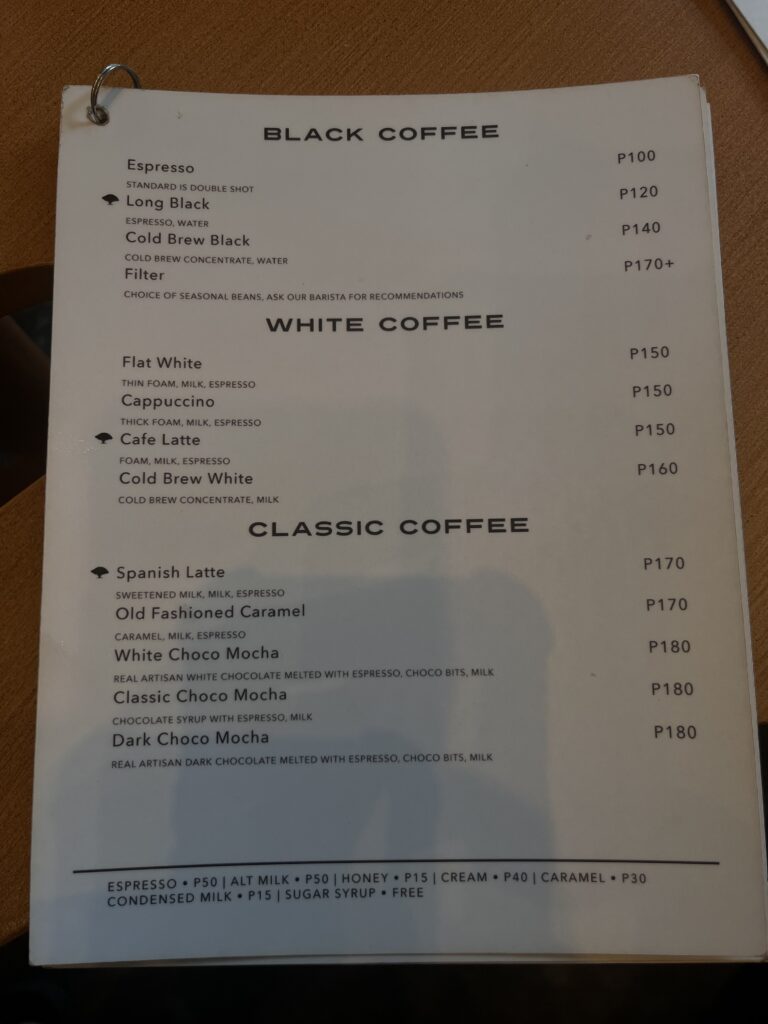 BLACK COFFEE
Espresso P100
STANDARD IS DOUBLE SHOT
Long Black P120
ESPRESSO, WATER
Cold Brew Black P140
COLD BREW CONCENTRATE, WATER
Filter P170+
CHOICE OF SEASONAL BEANS, ASK OUR BARISTA FOR RECOMMENDATIONS
WHITE COFFEE
Flat White P150
THIN FOAM, MILK, ESPRESSO
Cappuccino P150
THICK FOAM, MILK, ESPRESSO
Cafe Latte P150
FOAM, MILK, ESPRESSO
Cold Brew White P160
COLD BREW CONCENTRATE, MILK
CLASSIC COFFEE
Spanish Latte P170
SWEETENED MILK, MILK, ESPRESSO
Old Fashioned Caramel P170
CARAMEL, MILK, ESPRESSO
White Choco Mocha P180
REAL ARTISAN WHITE CHOCOLATE MELTED WITH ESPRESSO, CHOCO BITS, MILK
Classic Choco Mocha P180
CHOCOLATE SYRUP WITH ESPRESSO, MILK
Dark Choco Mocha P180
REAL ARTISAN DARK CHOCOLATE MELTED WITH ESPRESSO, CHOCO BITS, MILK
ESPRESSO • P50 | ALT MILK • P50 | HONEY • P15 | CREAM • P40 | CARAMEL • P30
CONDENSED MILK • P15 | SUGAR SYRUP • FREE